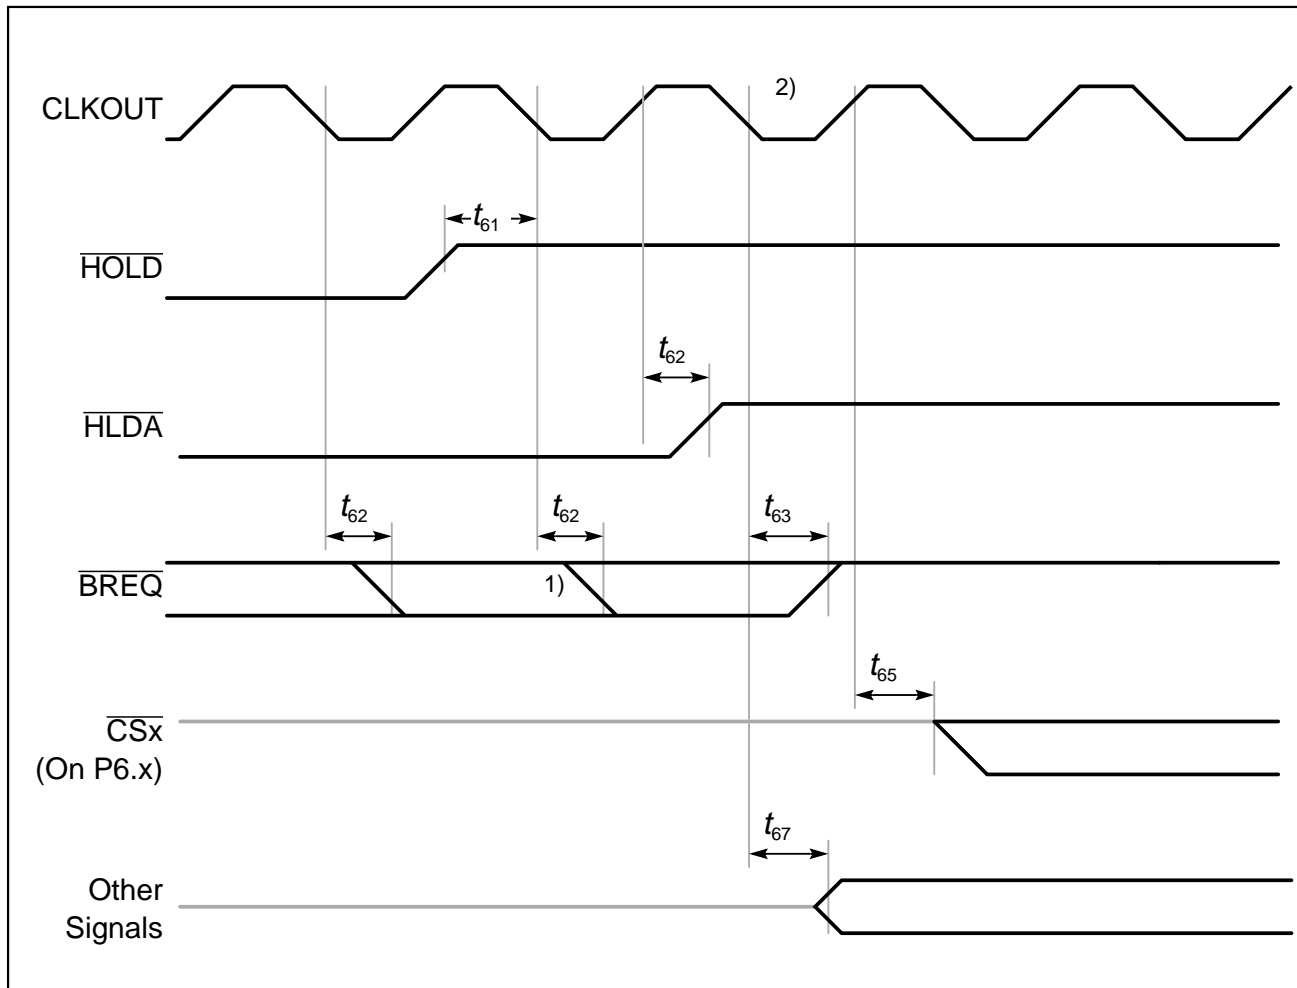 CLKOUT
2)
t61
HOLD
t62
HLDA
t62
t62
t63
BREQ
1)
t65
CSx
(On P6.x)
t67
Other
Signals